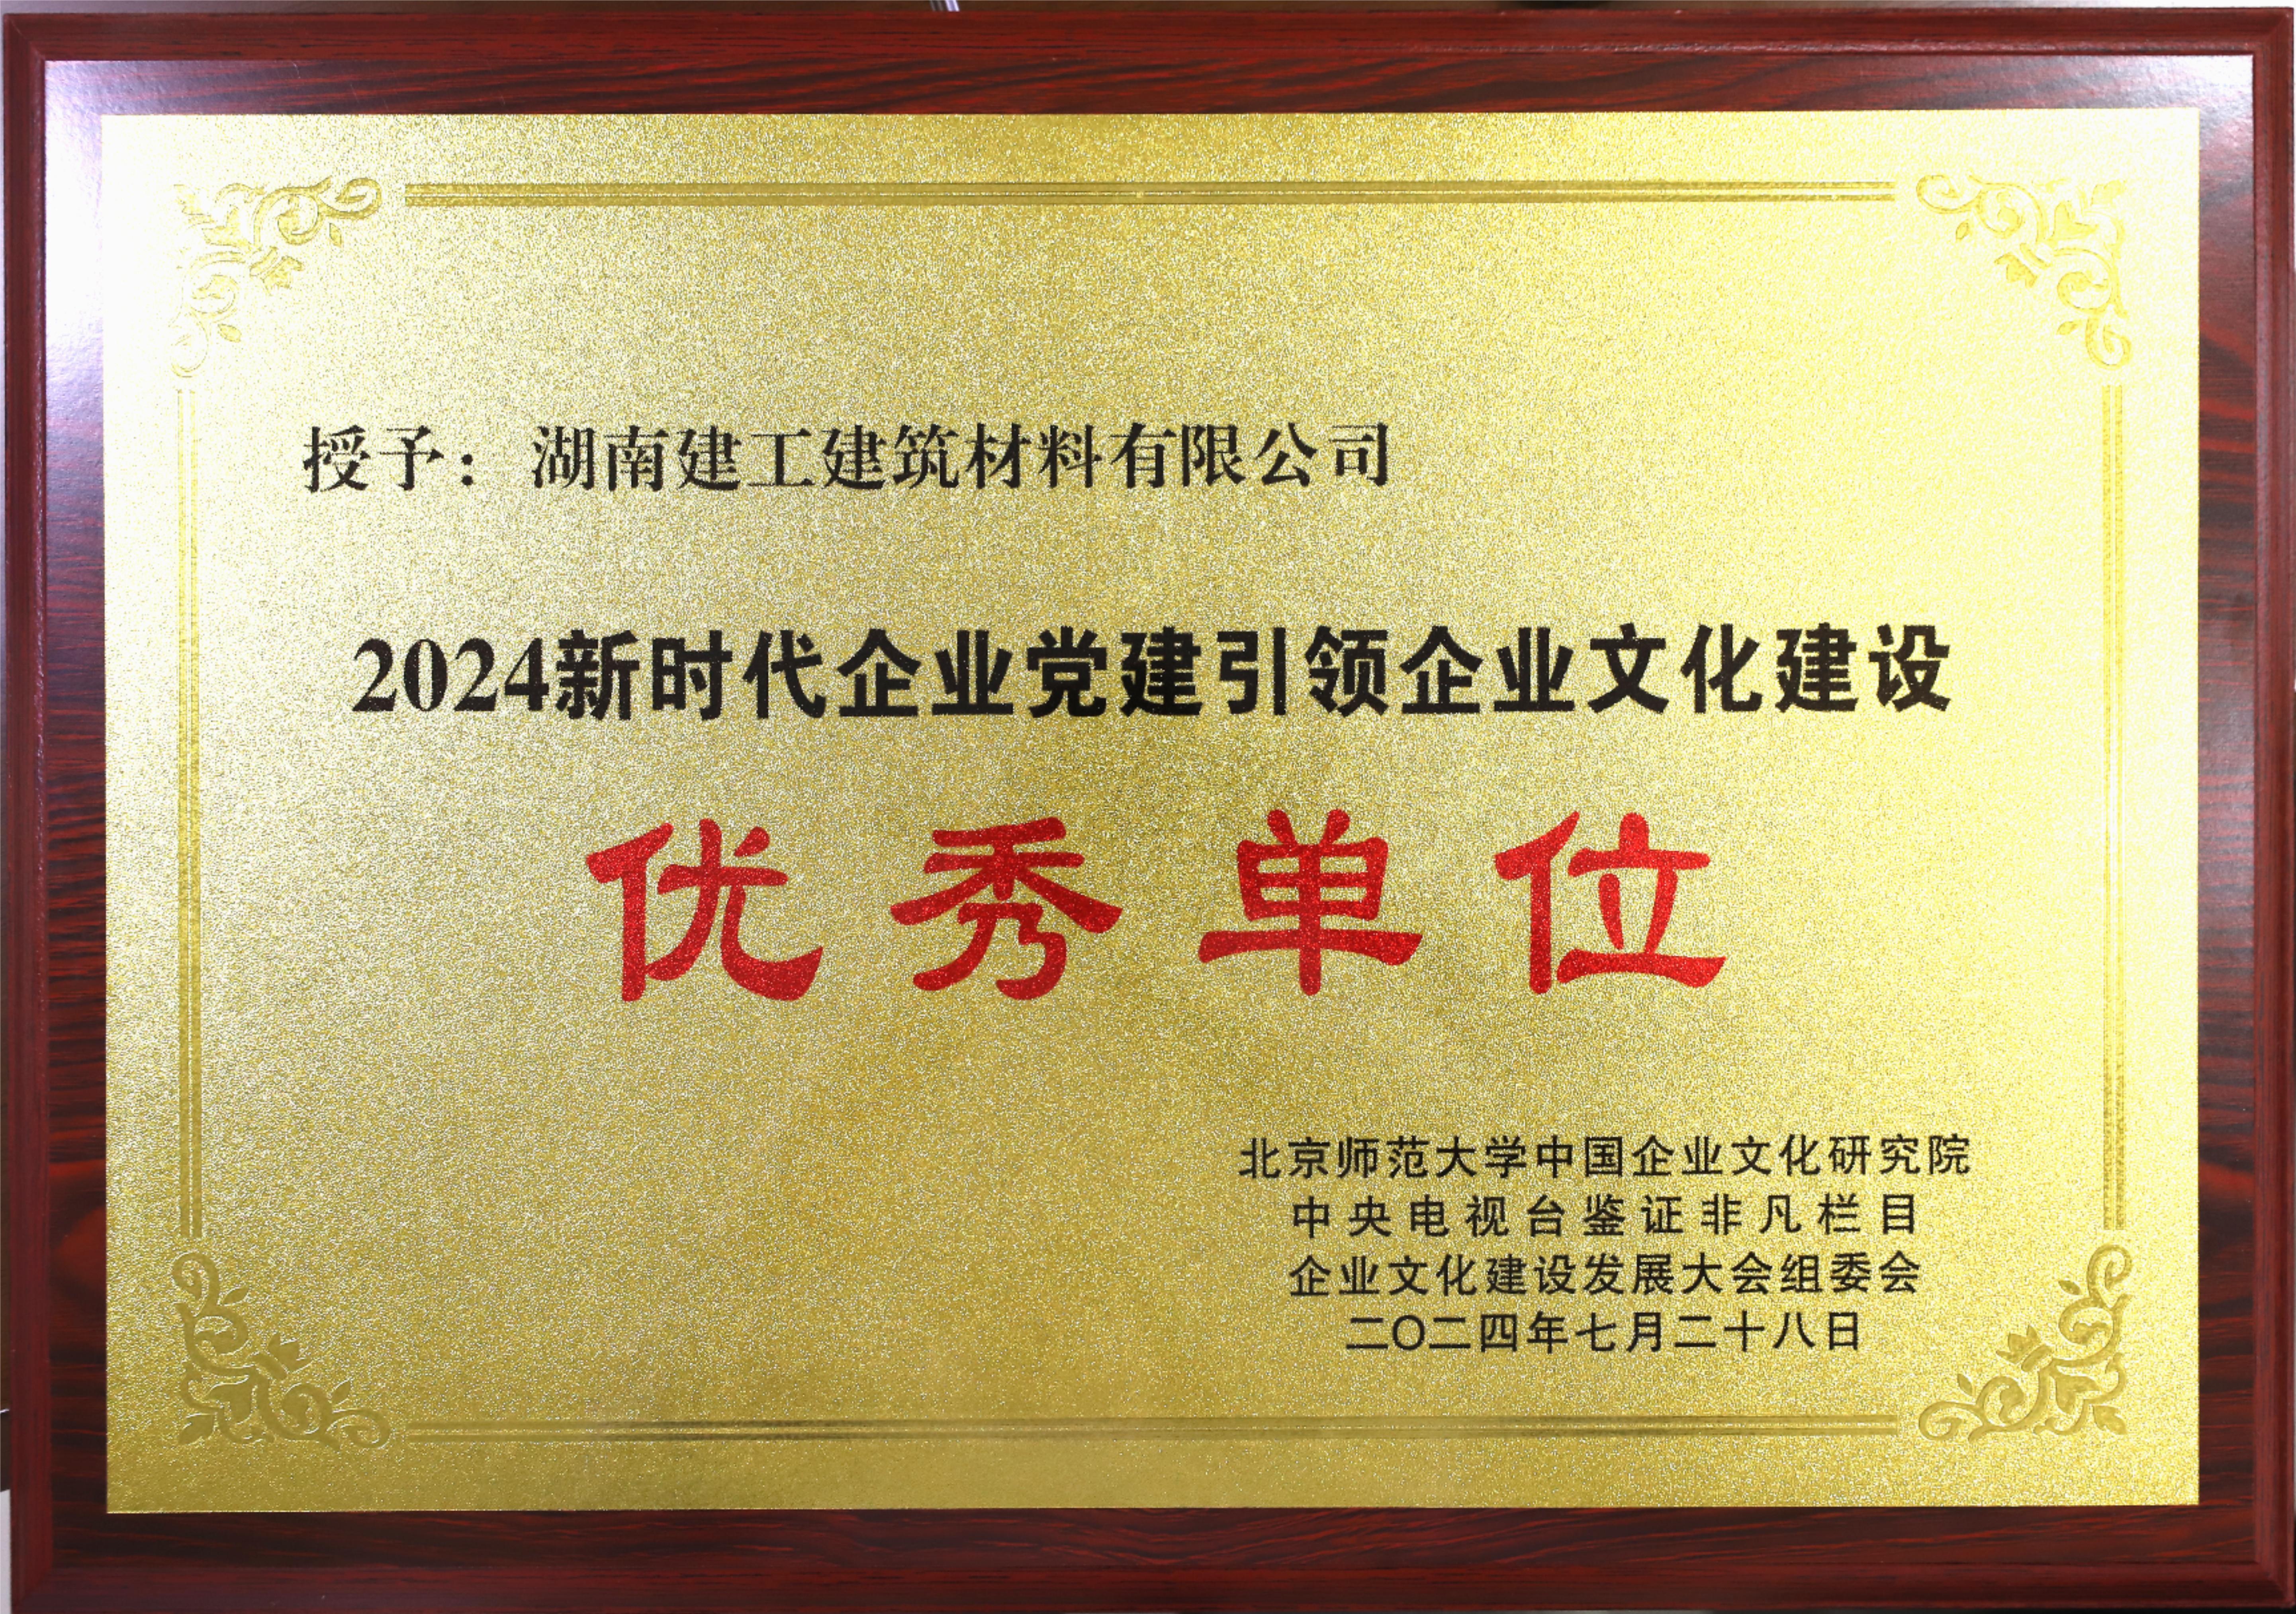 授予：湖南建工建筑材料有限公司
2024新时代企业党建引领企业文化建设
优秀单位
北京师范大学中国企业文化研究院
中央电视台鉴证非凡栏目
企业文化建设发展大会组委会
二〇二四年七月二十八日